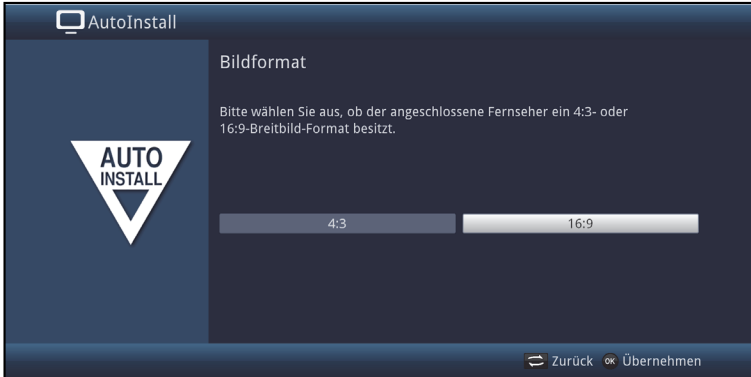 AutoInstall
Bildformat
Bitte wählen Sie aus, ob der angeschlossene Fernseher ein 4:3- oder
16:9-Breitbild-Format besitzt.
AUTO
INSTALL
4:3 16:9
Zurück OK Übernehmen